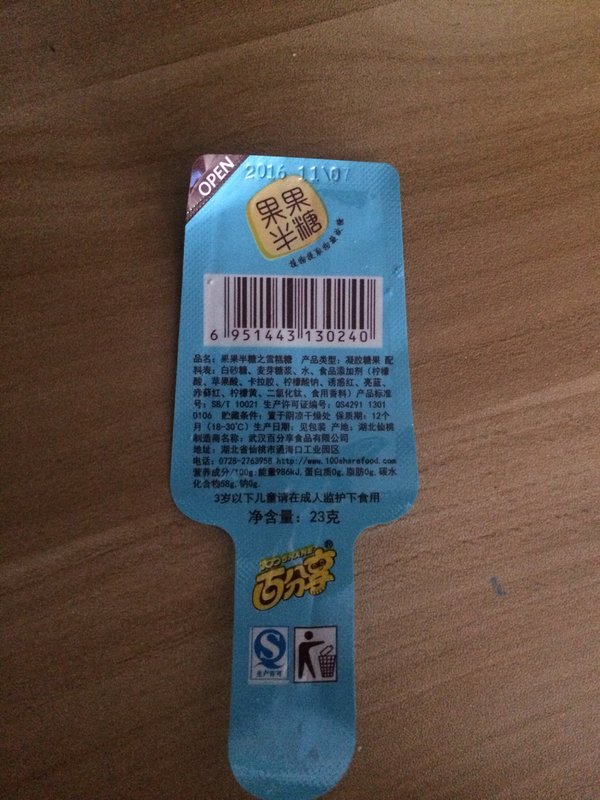 OPEN
2016 11\07
果果
半糖
6 951443 130240
品名：果果半糖之雪糕糖 产品类型：凝胶糖果 配
料表：白砂糖、麦芽糖浆、水、食品添加剂（柠檬
酸、苹果酸、卡拉胶、柠檬酸钠、诱惑红、亮蓝、
赤藓红、柠檬黄、二氧化钛、食用香料）产品标准
号：SB/T 10021 生产许可证编号：QS4291 1301
0106 贮藏条件：置于阴凉干燥处 保质期：12个
月（18-30℃）生产日期：见包装 产地：湖北仙桃
制造商名称：武汉百分享食品有限公司
地址：湖北省仙桃市通海口工业园区
电话：0728-2763958 http://www.100sharefood.com
营养成分/100g:能量986kJ,蛋白质0g,脂肪0g,碳水
化合物58g,钠0g.
3岁以下儿童请在成人监护下食用
净含量：23克
100SHARE®
百分享
QS
生产许可